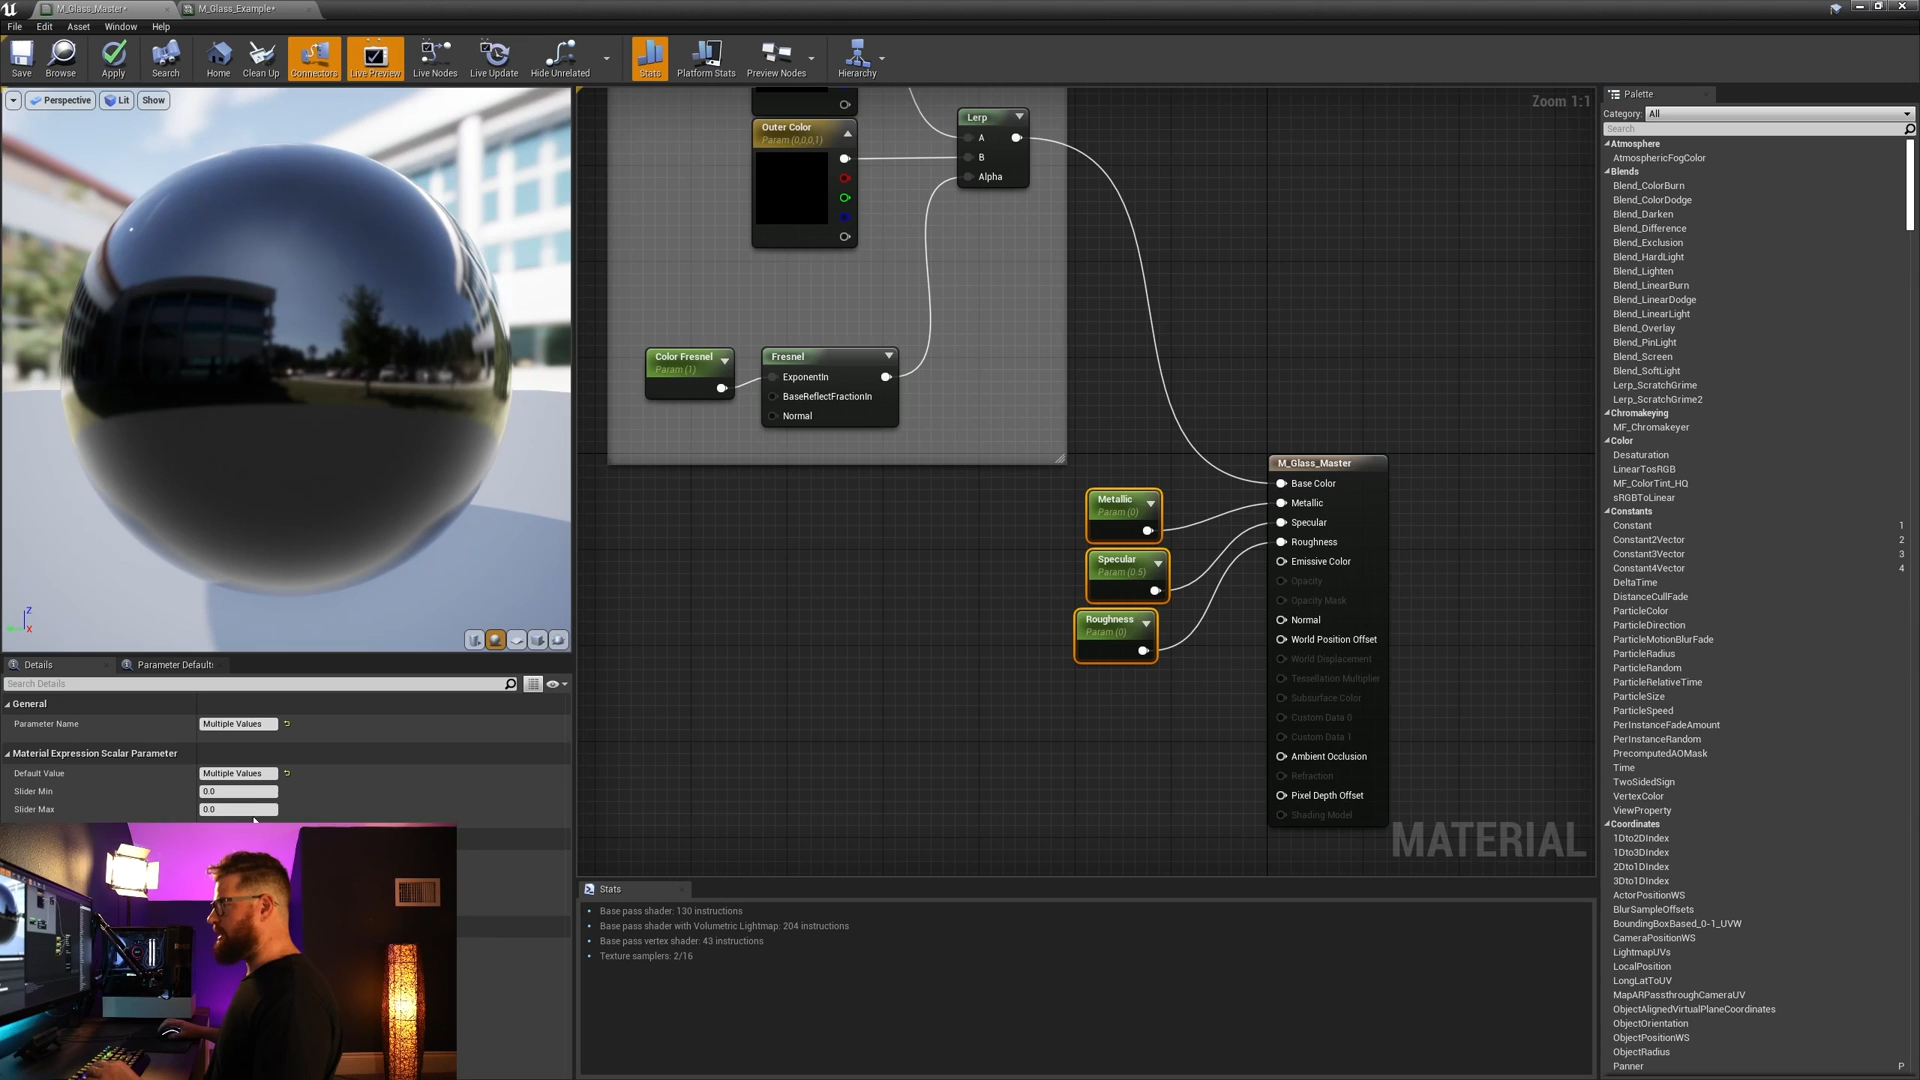 M_Glass_Master*
M_Glass_Example*
File Edit Asset Window Help
Save Browse Apply Search Home Clean Up Connectors Live Preview Live Nodes Live Update Hide Unrelated Stats Platform Stats Preview Nodes Hierarchy
Perspective Lit Show
Z
X
Zoom 1:1
Outer Color
Param (0,0,0,1)
Lerp
A
B
Alpha
Color Fresnel
Param (1)
Fresnel
ExponentIn
BaseReflectFractionIn
Normal
Metallic
Param (0)
Specular
Param (0.5)
Roughness
Param (0)
M_Glass_Master
Base Color
Metallic
Specular
Roughness
Emissive Color
Opacity
Opacity Mask
Normal
World Position Offset
World Displacement
Tessellation Multiplier
Subsurface Color
Custom Data 0
Custom Data 1
Ambient Occlusion
Refraction
Pixel Depth Offset
Shading Model
MATERIAL
Details
Parameter Default
Search Details
General
Parameter Name Multiple Values
Material Expression Scalar Parameter
Default Value Multiple Values
Slider Min 0.0
Slider Max 0.0
Stats
Base pass shader: 130 instructions
Base pass shader with Volumetric Lightmap: 204 instructions
Base pass vertex shader: 43 instructions
Texture samplers: 2/16
Palette
Category: All
Search
Atmosphere
AtmosphericFogColor
Blends
Blend_ColorBurn
Blend_ColorDodge
Blend_Darken
Blend_Difference
Blend_Exclusion
Blend_HardLight
Blend_Lighten
Blend_LinearBurn
Blend_LinearDodge
Blend_LinearLight
Blend_Overlay
Blend_PinLight
Blend_Screen
Blend_SoftLight
Lerp_ScratchGrime
Lerp_ScratchGrime2
Chromakeying
MF_Chromakeyer
Color
Desaturation
LinearTosRGB
MF_ColorTint_HQ
sRGBToLinear
Constants
Constant 1
Constant2Vector 2
Constant3Vector 3
Constant4Vector 4
DeltaTime
DistanceCullFade
ParticleColor
ParticleDirection
ParticleMotionBlurFade
ParticleRadius
ParticleRandom
ParticleRelativeTime
ParticleSize
ParticleSpeed
PerInstanceFadeAmount
PerInstanceRandom
PrecomputedAOMask
Time
TwoSidedSign
VertexColor
ViewProperty
Coordinates
1Dto2DIndex
1Dto3DIndex
2Dto1DIndex
3Dto1DIndex
ActorPositionWS
BlurSampleOffsets
BoundingBoxBased_0-1_UVW
CameraPositionWS
LightmapUVs
LocalPosition
LongLatToUV
MapARPassthroughCameraUV
ObjectAlignedVirtualPlaneCoordinates
ObjectOrientation
ObjectPositionWS
ObjectRadius
Panner P